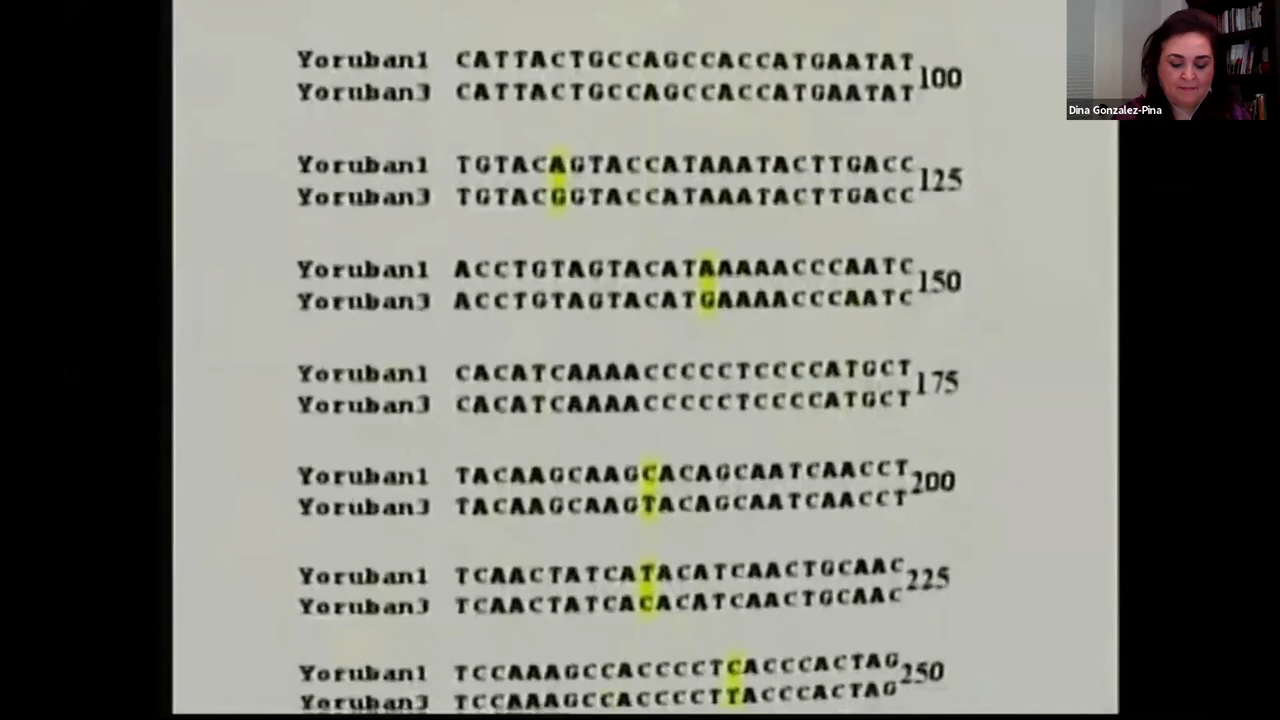 Yoruban1 CATTACTGCCAGCCACCATGAATAT
Yoruban3 CATTACTGCCAGCCACCATGAATAT
100
Yoruban1 TGTACAGTACCATAAATACTTGACC
Yoruban3 TGTACGGTACCATAAATACTTGACC
125
Yoruban1 ACCTGTAGTACATAAAAACCCAATC
Yoruban3 ACCTGTAGTACATGAAAACCCAATC
150
Yoruban1 CACATCAAAACCCCCTCCCCATGCT
Yoruban3 CACATCAAAACCCCCTCCCCATGCT
175
Yoruban1 TACAAGCAAGCACAGCAATCAACCT
Yoruban3 TACAAGCAAGTACAGCAATCAACCT
200
Yoruban1 TCAACTATCATACATCAACTGCAAC
Yoruban3 TCAACTATCACACATCAACTGCAAC
225
Yoruban1 TCCAAAGCCACCCCTCACCCACTAG
Yoruban3 TCCAAAGCCACCCCTTACCCACTAG
250
Dina Gonzalez-Pina